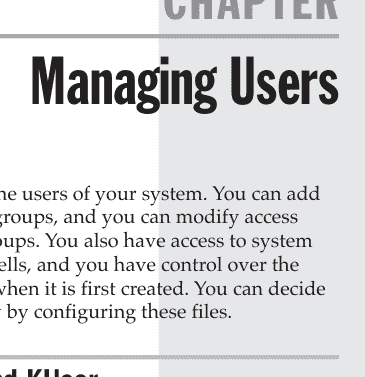 CHAPTER
Managing Users
he users of your system. You can add
groups, and you can modify access
oups. You also have access to system
ells, and you have control over the
when it is first created. You can decide
by configuring these files.
d KUser